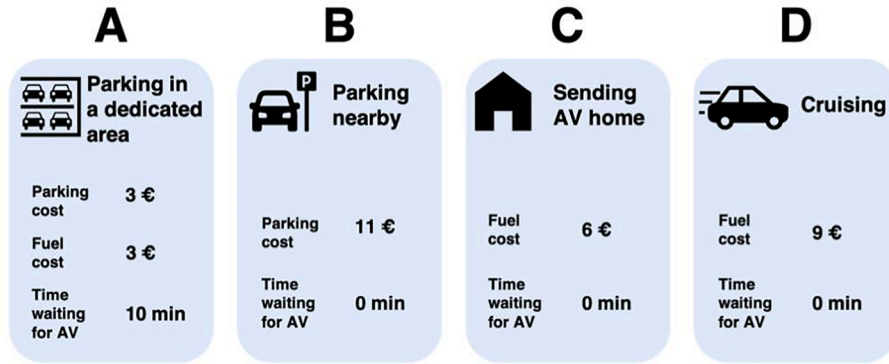 A
Parking in
a dedicated
area
Parking
cost
3 €
Fuel
cost
3 €
Time
waiting
for AV
10 min
B
P
Parking
nearby
Parking
cost
11 €
Time
waiting
for AV
0 min
C
Sending
AV home
Fuel
cost
6 €
Time
waiting
for AV
0 min
D
Cruising
Fuel
cost
9 €
Time
waiting
for AV
0 min